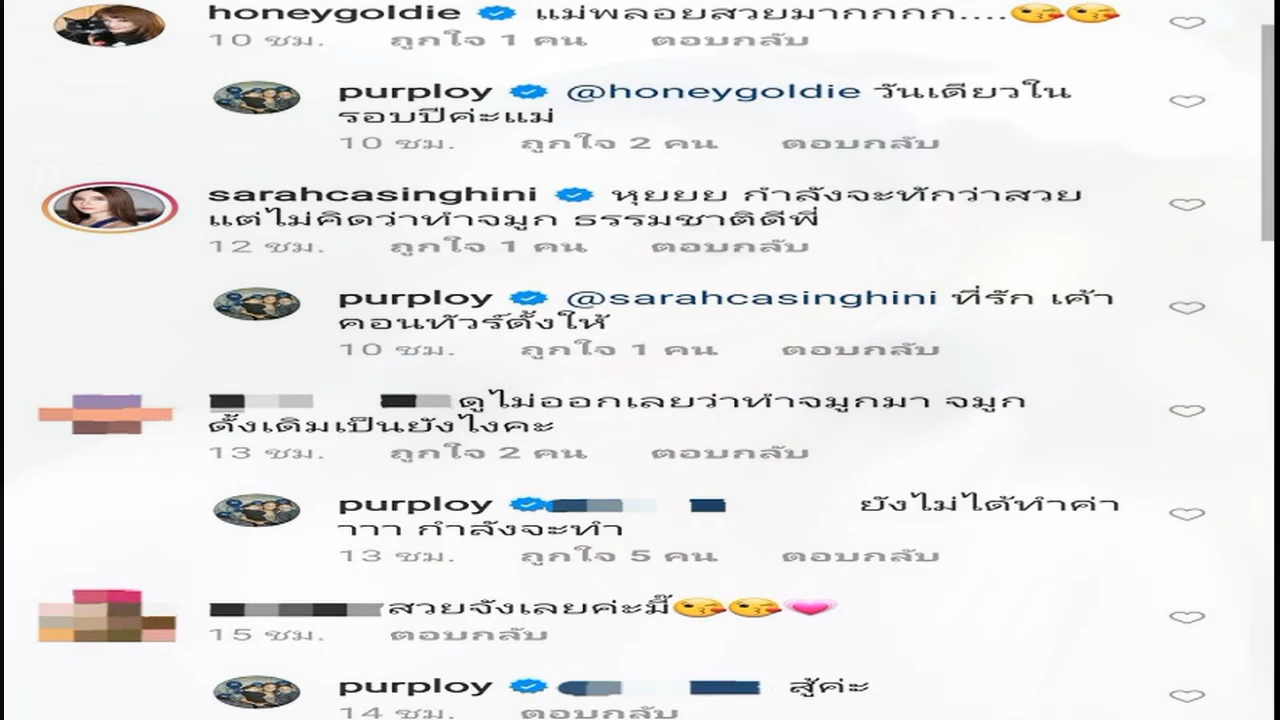 honeygoldie แม่พลอยสวยมากกกก....😘😘
10 ชม. ถูกใจ 1 คน ตอบกลับ
purploy @honeygoldie วันเดียวใน
รอบปีค่ะแม่
10 ชม. ถูกใจ 2 คน ตอบกลับ
sarahcasinghini หุยยย กำลังจะทักว่าสวย
แต่ไม่คิดว่าทำจมูก ธรรมชาติดีพี่
12 ชม. ถูกใจ 1 คน ตอบกลับ
purploy @sarahcasinghini ที่รัก เค้า
คอนทัวร์ดั้งให้
10 ชม. ถูกใจ 1 คน ตอบกลับ
ดูไม่ออกเลยว่าทำจมูกมา จมูก
ดั้งเดิมเป็นยังไงคะ
13 ชม. ถูกใจ 2 คน ตอบกลับ
purploy ยังไม่ได้ทำค่า
าาา กำลังจะทำ
13 ชม. ถูกใจ 5 คน ตอบกลับ
สวยจังเลยค่ะมี๊😘😘💗
15 ชม. ตอบกลับ
purploy สู้ค่ะ
14 ชม. ตอบกลับ